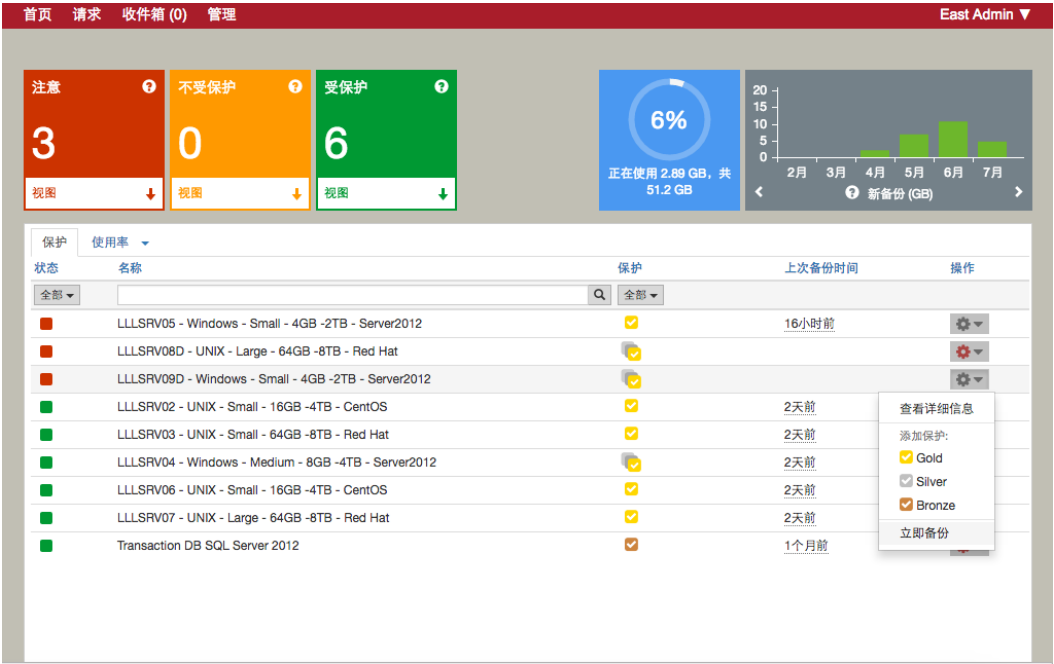 首页 请求 收件箱 (0) 管理 East Admin ▼
注意 ?
3
视图
不受保护 ?
0
视图
受保护 ?
6
视图
6%
正在使用 2.89 GB，共
51.2 GB
20
15
10
5
0
2月 3月 4月 5月 6月 7月
? 新备份 (GB)
保护 使用率
状态 名称 保护 上次备份时间 操作
全部 全部
LLLSRV05 - Windows - Small - 4GB -2TB - Server2012 16小时前
LLLSRV08D - UNIX - Large - 64GB -8TB - Red Hat
LLLSRV09D - Windows - Small - 4GB -2TB - Server2012
LLLSRV02 - UNIX - Small - 16GB -4TB - CentOS 2天前
LLLSRV03 - UNIX - Small - 64GB -8TB - Red Hat 2天前
LLLSRV04 - Windows - Medium - 8GB -4TB - Server2012 2天前
LLLSRV06 - UNIX - Small - 16GB -4TB - CentOS 2天前
LLLSRV07 - UNIX - Large - 64GB -8TB - Red Hat 2天前
Transaction DB SQL Server 2012 1个月前
查看详细信息
添加保护:
Gold
Silver
Bronze
立即备份